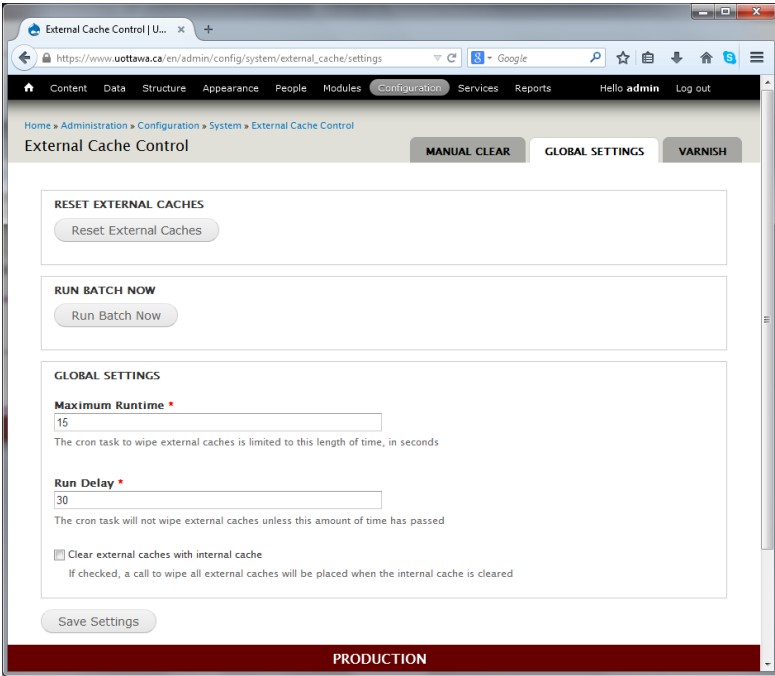 External Cache Control | U...
https://www.uottawa.ca/en/admin/config/system/external_cache/settings
Google
Content Data Structure Appearance People Modules Configuration Services Reports Hello admin Log out
Home » Administration » Configuration » System » External Cache Control
External Cache Control
MANUAL CLEAR GLOBAL SETTINGS VARNISH
RESET EXTERNAL CACHES
Reset External Caches
RUN BATCH NOW
Run Batch Now
GLOBAL SETTINGS
Maximum Runtime *
15
The cron task to wipe external caches is limited to this length of time, in seconds
Run Delay *
30
The cron task will not wipe external caches unless this amount of time has passed
Clear external caches with internal cache
If checked, a call to wipe all external caches will be placed when the internal cache is cleared
Save Settings
PRODUCTION